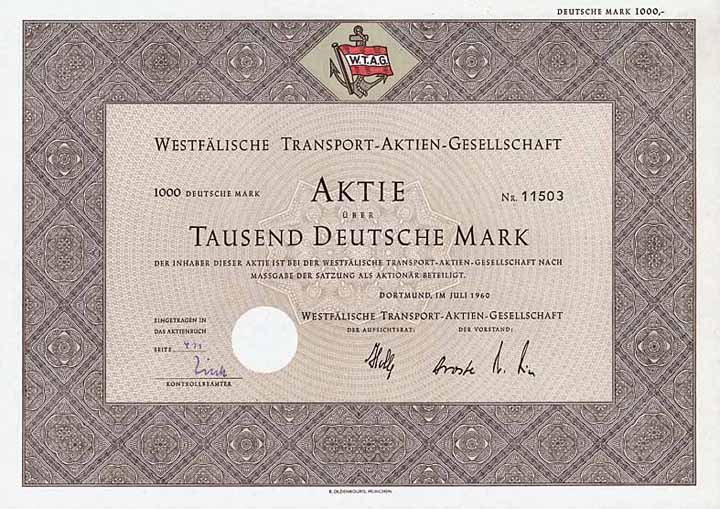 DEUTSCHE MARK 1000,-
W.T.A.G.
WESTFÄLISCHE TRANSPORT-AKTIEN-GESELLSCHAFT
1000 DEUTSCHE MARK
AKTIE
NR. 11503
ÜBER
TAUSEND DEUTSCHE MARK
DER INHABER DIESER AKTIE IST BEI DER WESTFÄLISCHE TRANSPORT-AKTIEN-GESELLSCHAFT NACH
MASSGABE DER SATZUNG ALS AKTIONÄR BETEILIGT.
DORTMUND, IM JULI 1960
EINGETRAGEN IN
DAS AKTIENBUCH
WESTFÄLISCHE TRANSPORT-AKTIEN-GESELLSCHAFT
DER AUFSICHTSRAT:
DER VORSTAND:
SEITE
KONTROLLBEAMTER
R. OLDENBOURG, MÜNCHEN